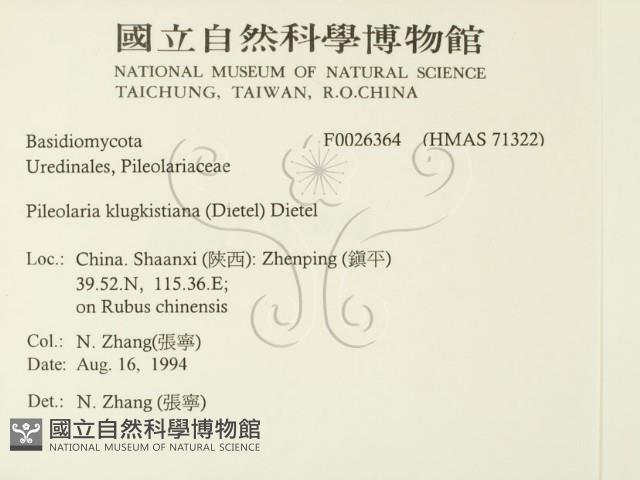 國立自然科學博物館
NATIONAL MUSEUM OF NATURAL SCIENCE
TAICHUNG, TAIWAN, R.O.CHINA
Basidiomycota F0026364 (HMAS 71322)
Uredinales, Pileolariaceae
Pileolaria klugkistiana (Dietel) Dietel
Loc.: China. Shaanxi (陝西): Zhenping (鎭平)
39.52.N, 115.36.E;
on Rubus chinensis
Col.: N. Zhang(張寧)
Date: Aug. 16, 1994
Det.: N. Zhang (張寧)
國立自然科學博物館
NATIONAL MUSEUM OF NATURAL SCIENCE